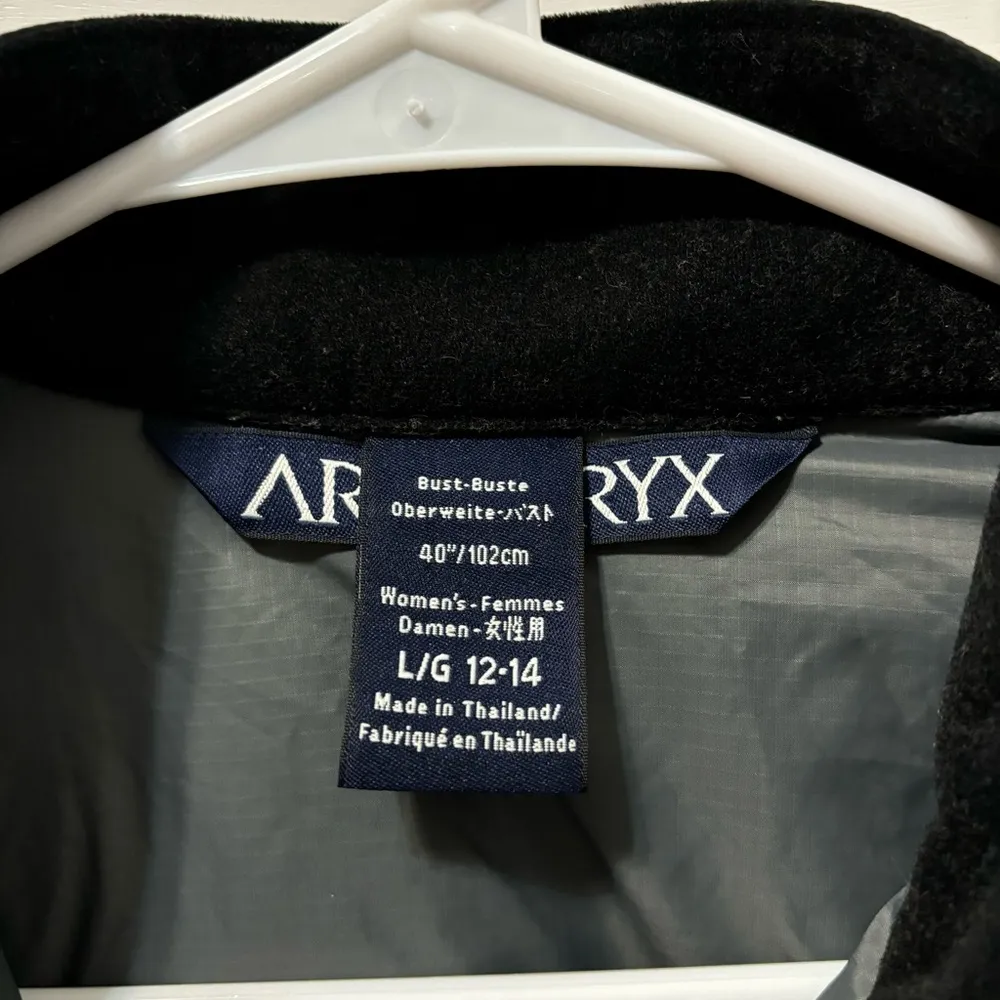 AR RYX
Bust-Buste
Oberweite-バスト
40"/102cm
Women's-Femmes
Damen-女性用
L/G 12-14
Made in Thailand/
Fabriqué en Thaïlande